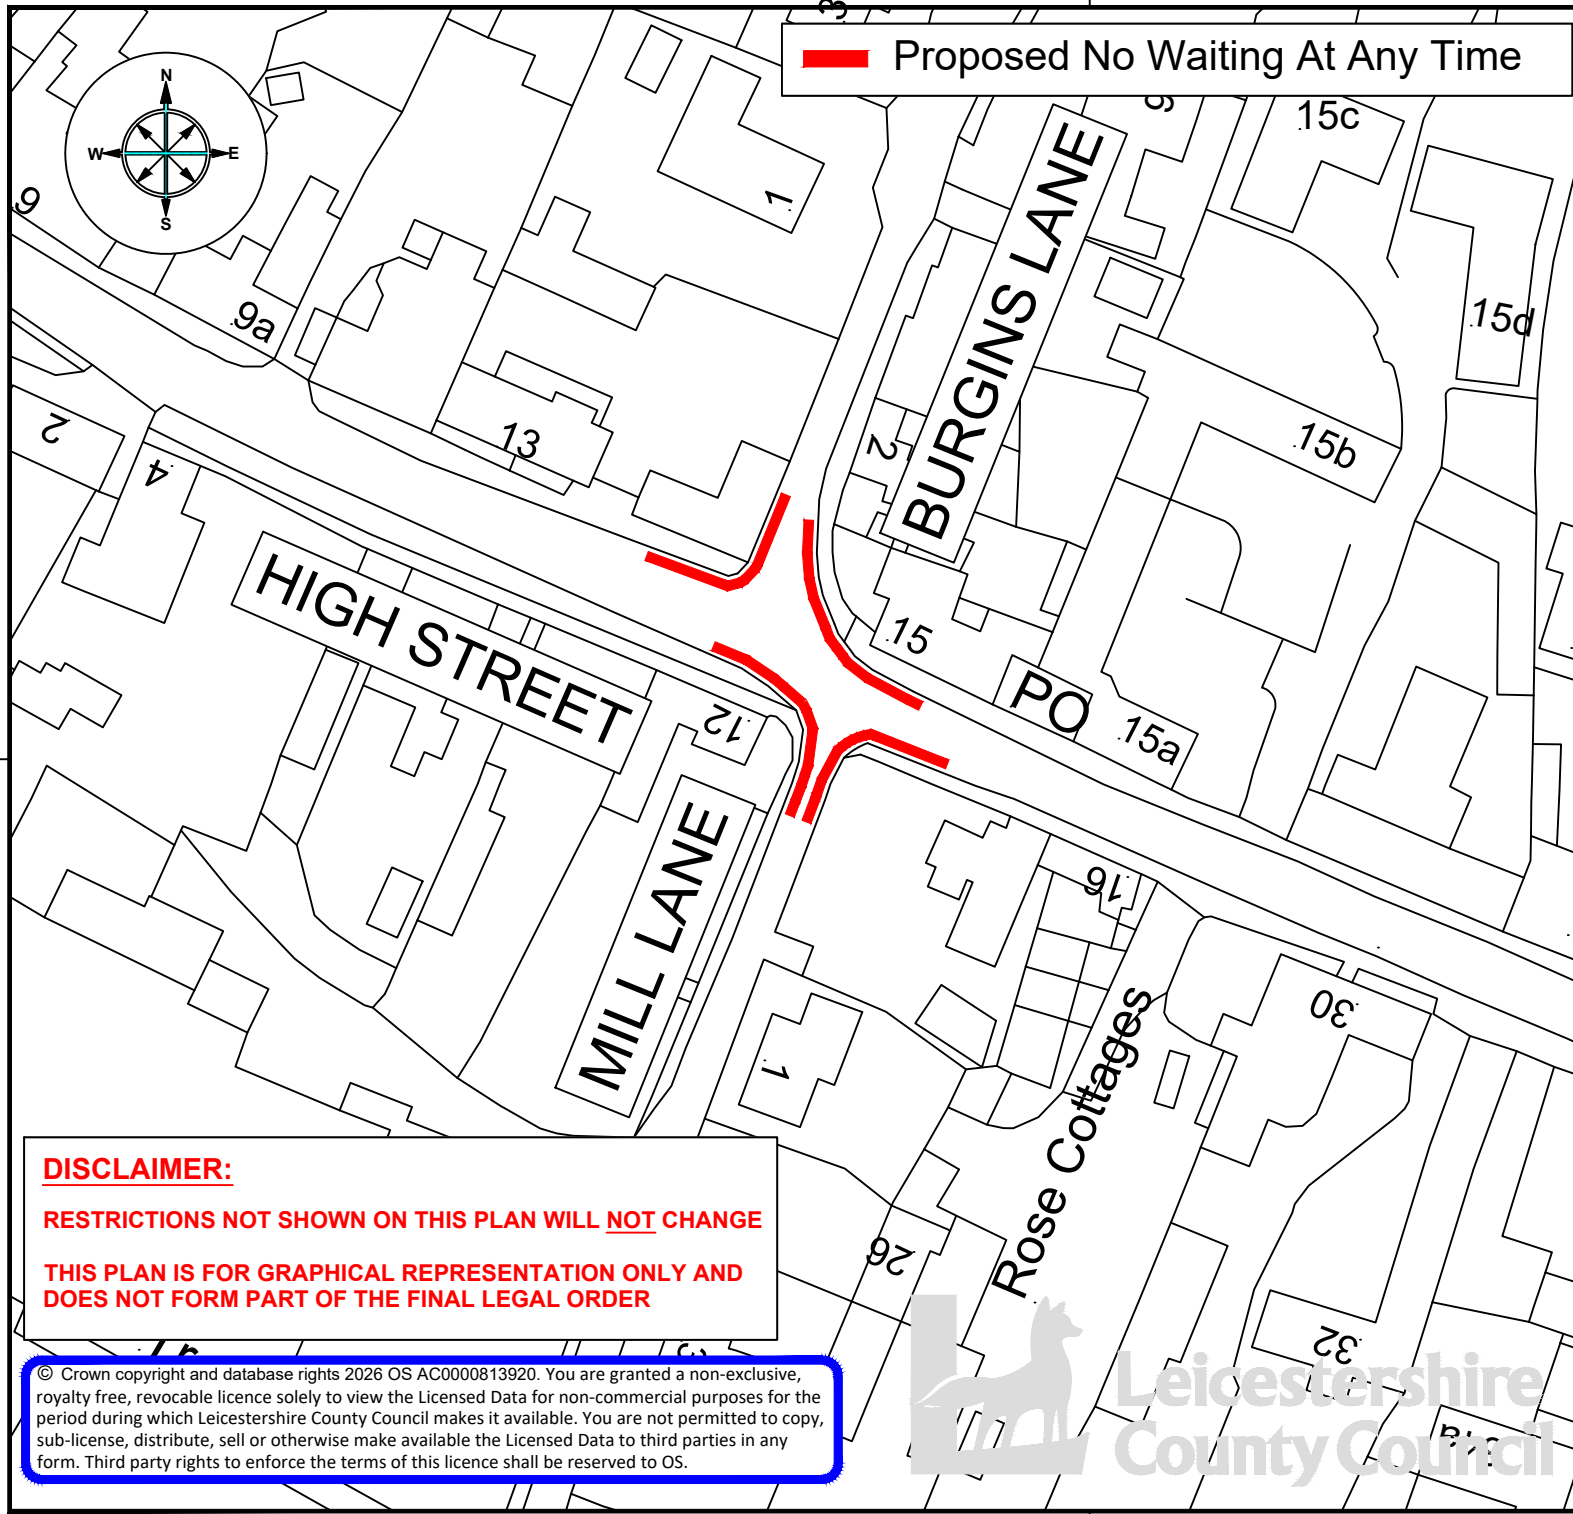 Proposed No Waiting At Any Time
N
W
E
S
3
9
9a
1
9
15c
15d
15b
2
4
13
2
BURGINS LANE
HIGH STREET
15
PO
15a
12
MILL LANE
16
1
30
Rose Cottages
26
32
DISCLAIMER:
RESTRICTIONS NOT SHOWN ON THIS PLAN WILL NOT CHANGE
THIS PLAN IS FOR GRAPHICAL REPRESENTATION ONLY AND
DOES NOT FORM PART OF THE FINAL LEGAL ORDER
© Crown copyright and database rights 2026 OS AC0000813920. You are granted a non-exclusive,
royalty free, revocable licence solely to view the Licensed Data for non-commercial purposes for the
period during which Leicestershire County Council makes it available. You are not permitted to copy,
sub-license, distribute, sell or otherwise make available the Licensed Data to third parties in any
form. Third party rights to enforce the terms of this licence shall be reserved to OS.
Leicestershire
County Council